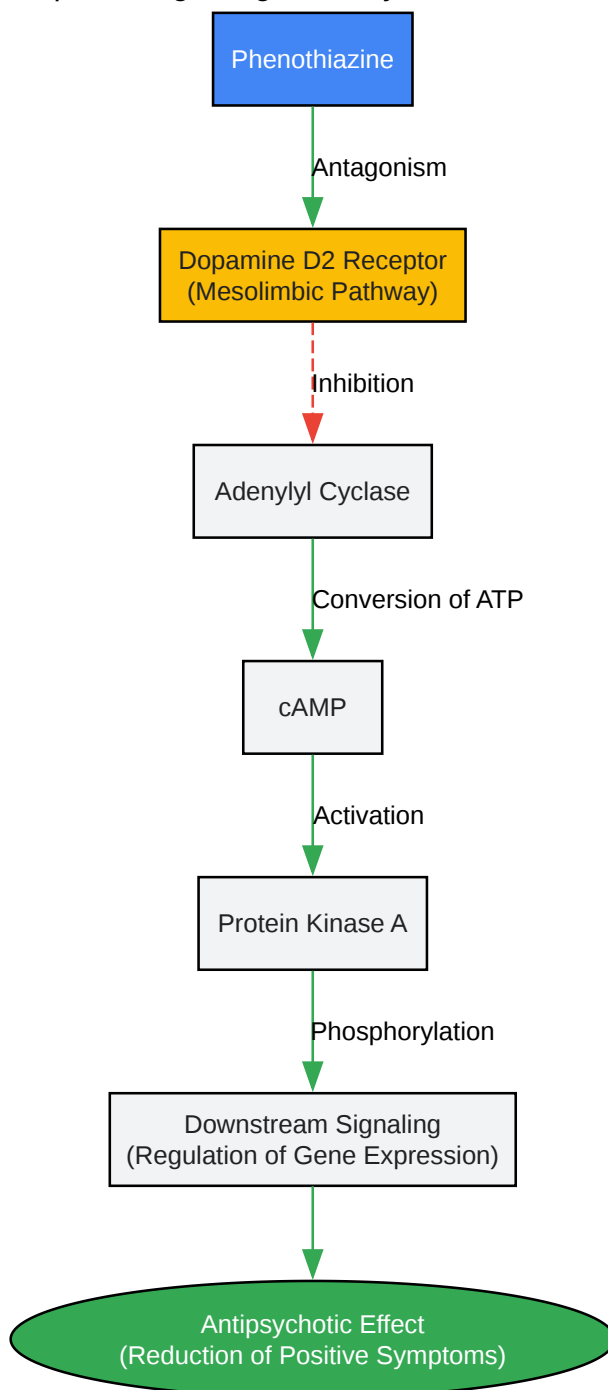 Phenothiazine
Antagonism
Dopamine D2 Receptor
(Mesolimbic Pathway)
Inhibition
Adenylyl Cyclase
Conversion of ATP
cAMP
Activation
Protein Kinase A
Phosphorylation
Downstream Signaling
(Regulation of Gene Expression)
Antipsychotic Effect
(Reduction of Positive Symptoms)